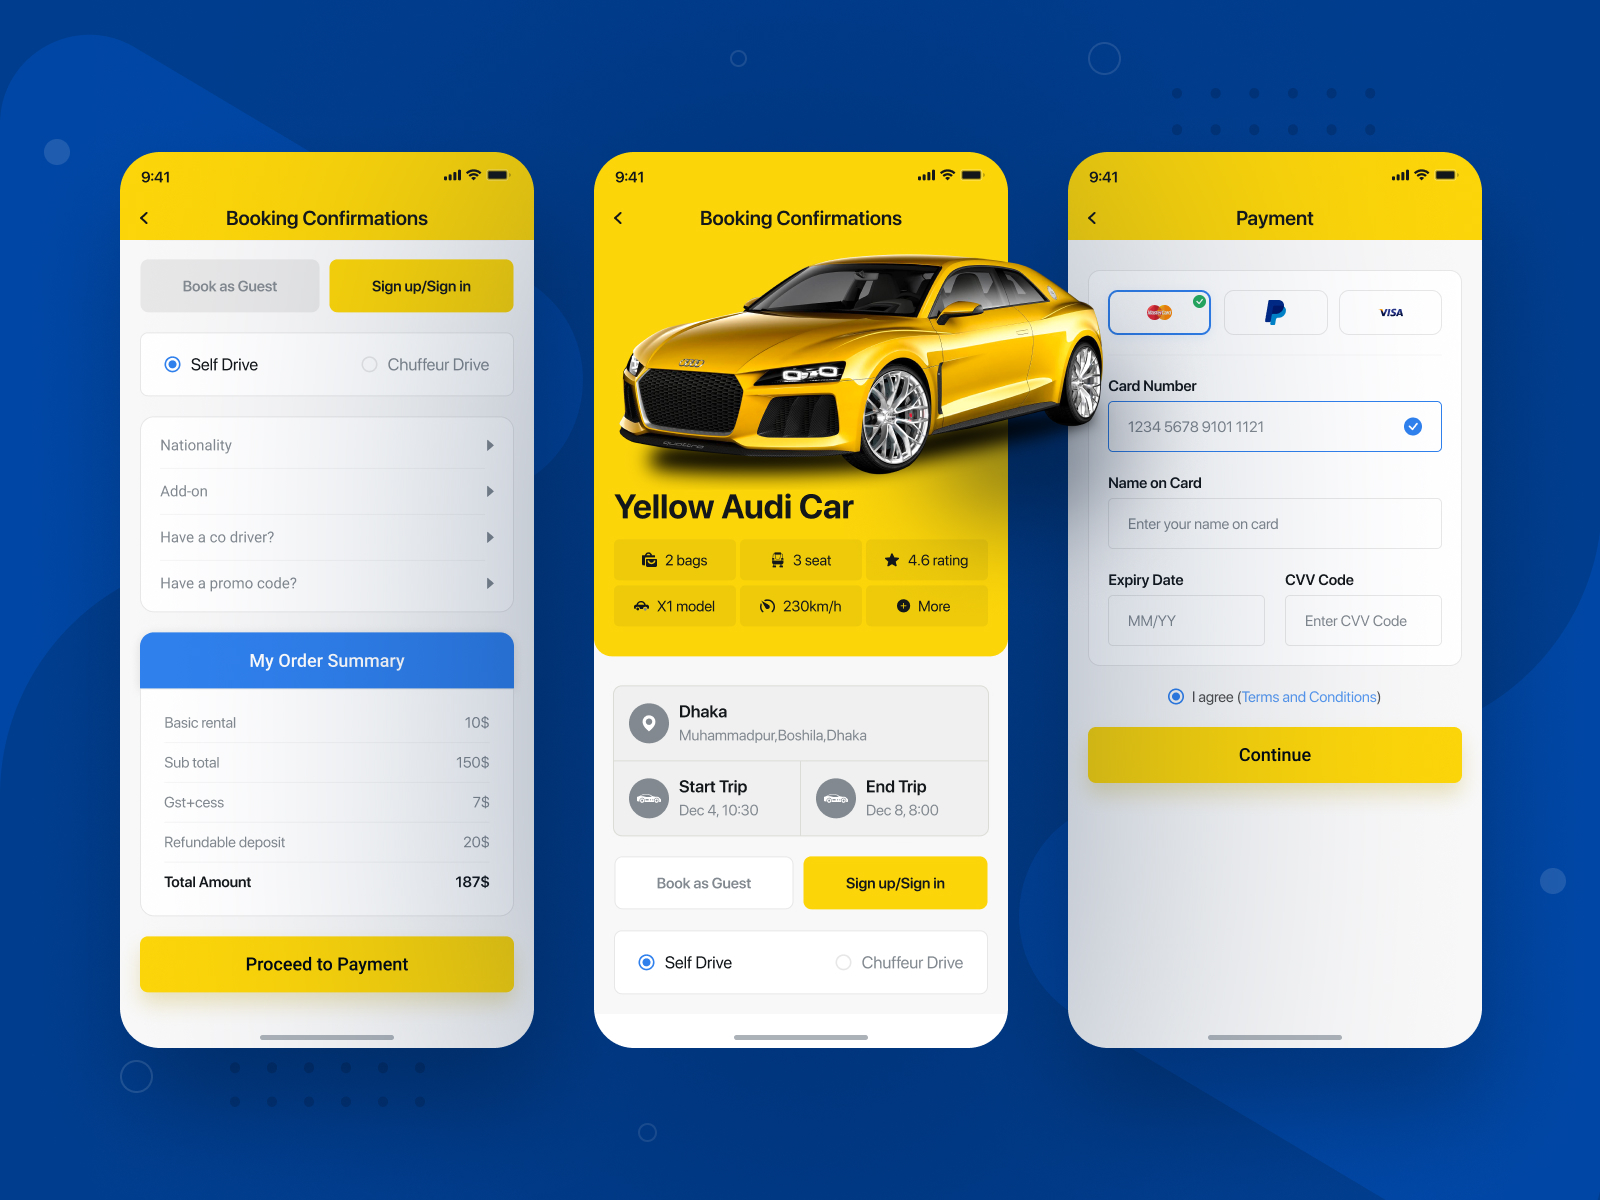 9:41
Booking Confirmations
Book as Guest
Sign up/Sign in
Self Drive
Chuffeur Drive
Nationality
Add-on
Have a co driver?
Have a promo code?
My Order Summary
Basic rental 10$
Sub total 150$
Gst+cess 7$
Refundable deposit 20$
Total Amount 187$
Proceed to Payment
9:41
Booking Confirmations
quattro
Yellow Audi Car
2 bags
3 seat
4.6 rating
X1 model
230km/h
More
Dhaka
Muhammadpur,Boshila,Dhaka
Start Trip
Dec 4, 10:30
End Trip
Dec 8, 8:00
Book as Guest
Sign up/Sign in
Self Drive
Chuffeur Drive
9:41
Payment
VISA
Card Number
1234 5678 9101 1121
Name on Card
Enter your name on card
Expiry Date
CVV Code
MM/YY
Enter CVV Code
I agree (Terms and Conditions)
Continue